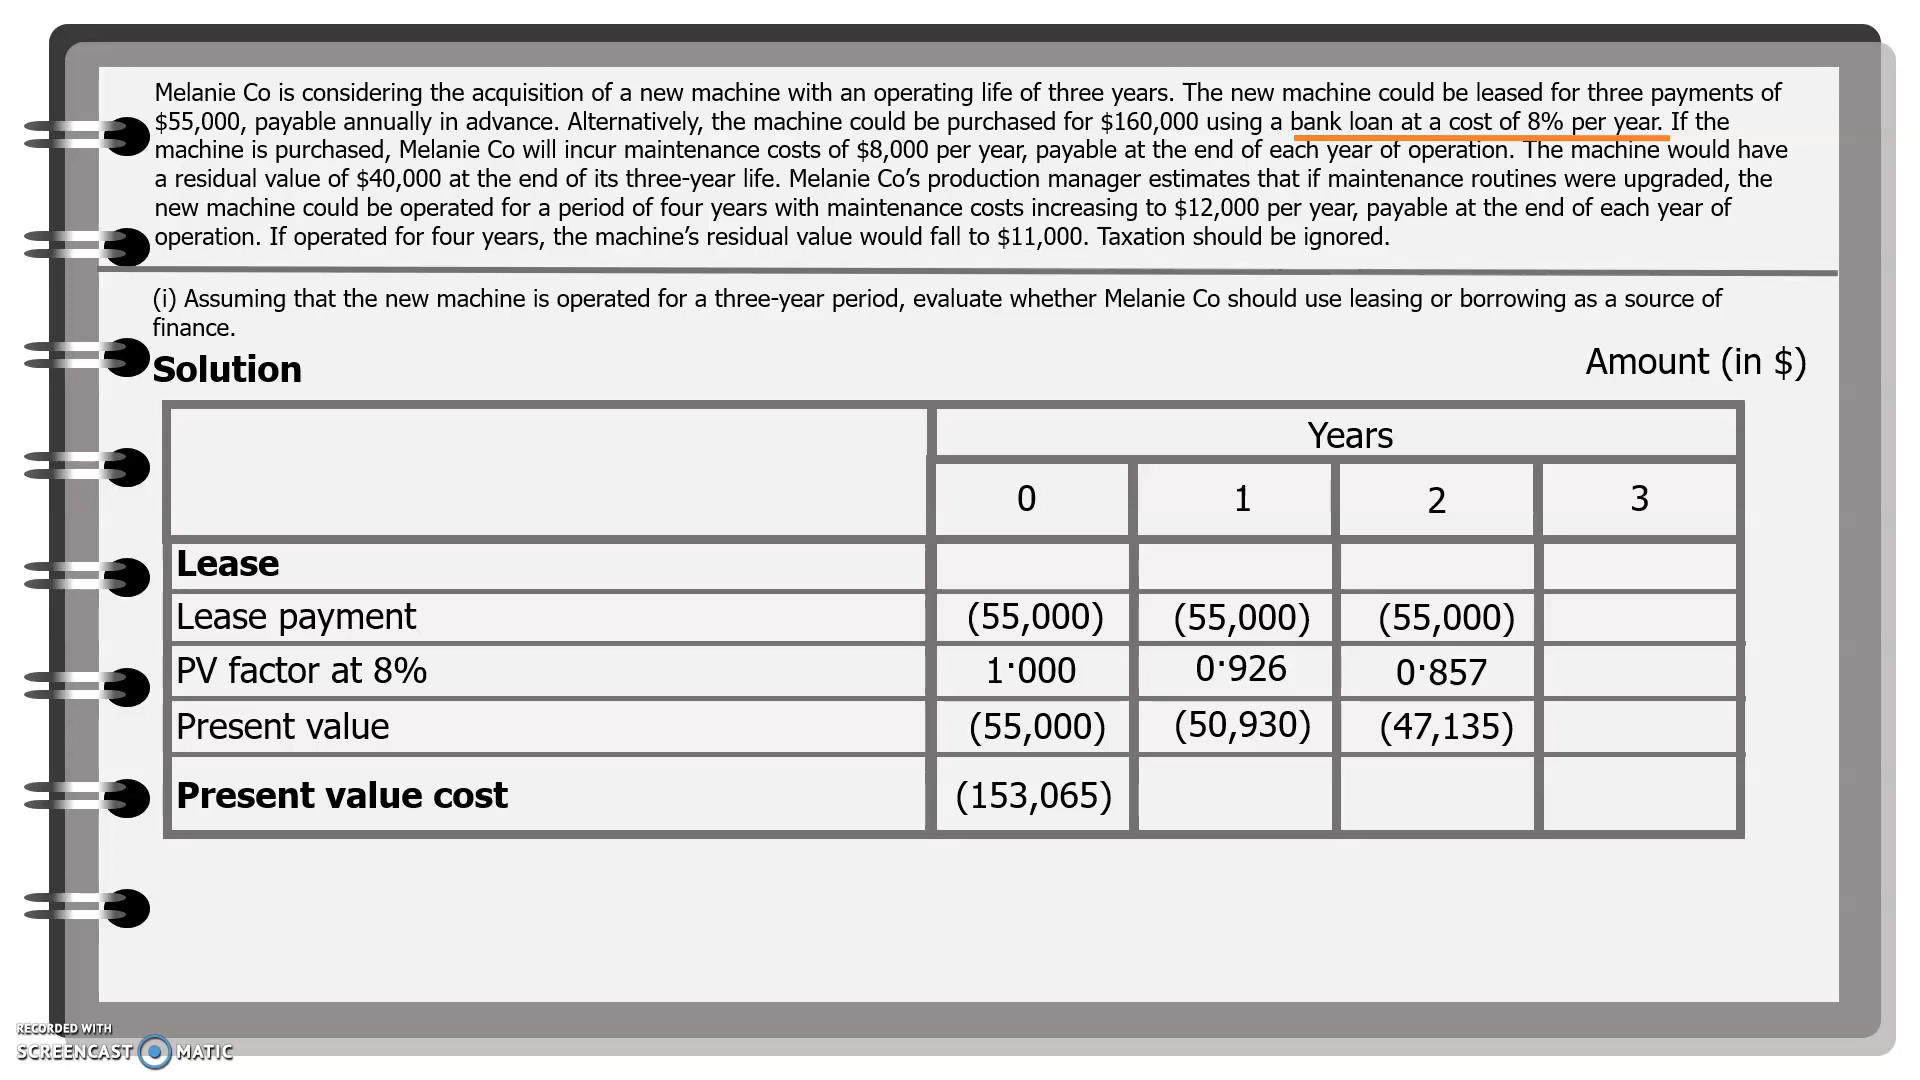 Melanie Co is considering the acquisition of a new machine with an operating life of three years. The new machine could be leased for three payments of
$55,000, payable annually in advance. Alternatively, the machine could be purchased for $160,000 using a bank loan at a cost of 8% per year. If the
machine is purchased, Melanie Co will incur maintenance costs of $8,000 per year, payable at the end of each year of operation. The machine would have
a residual value of $40,000 at the end of its three-year life. Melanie Co’s production manager estimates that if maintenance routines were upgraded, the
new machine could be operated for a period of four years with maintenance costs increasing to $12,000 per year, payable at the end of each year of
operation. If operated for four years, the machine’s residual value would fall to $11,000. Taxation should be ignored.
(i) Assuming that the new machine is operated for a three-year period, evaluate whether Melanie Co should use leasing or borrowing as a source of
finance.
Solution
Amount (in $)
Years
0 1 2 3
Lease
Lease payment (55,000) (55,000) (55,000)
PV factor at 8% 1·000 0·926 0·857
Present value (55,000) (50,930) (47,135)
Present value cost (153,065)
RECORDED WITH
SCREENCAST MATIC